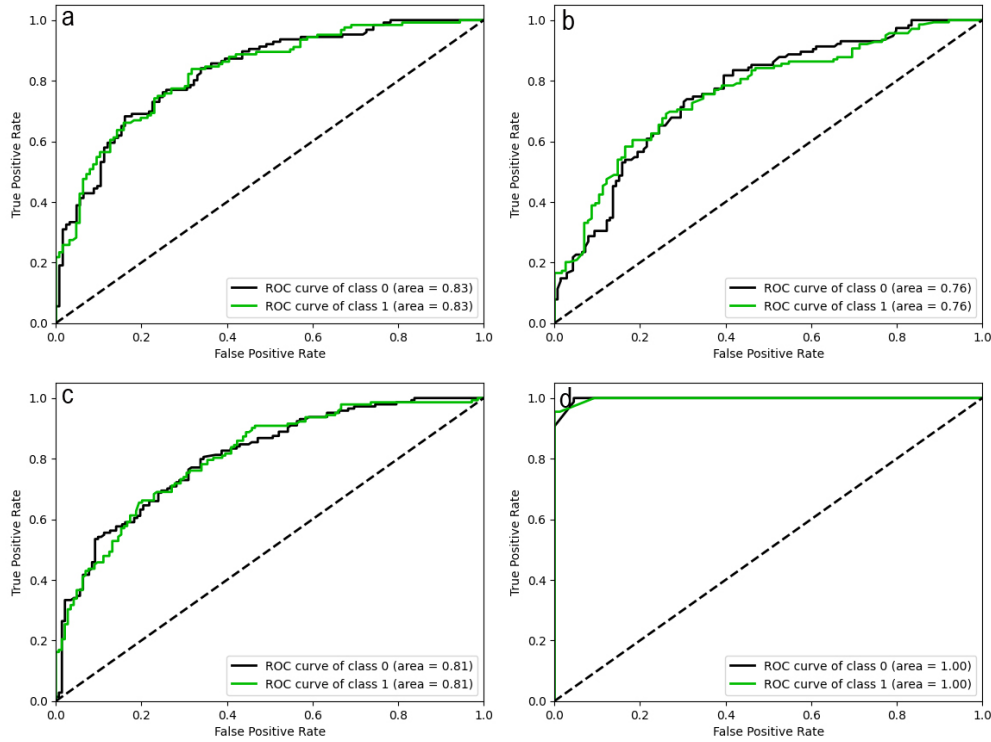 a
1.0
0.8
0.6
0.4
0.2
0.0
True Positive Rate
ROC curve of class 0 (area = 0.83)
ROC curve of class 1 (area = 0.83)
0.0 0.2 0.4 0.6 0.8 1.0
False Positive Rate
b
1.0
0.8
0.6
0.4
0.2
0.0
True Positive Rate
ROC curve of class 0 (area = 0.76)
ROC curve of class 1 (area = 0.76)
0.0 0.2 0.4 0.6 0.8 1.0
False Positive Rate
c
1.0
0.8
0.6
0.4
0.2
0.0
True Positive Rate
ROC curve of class 0 (area = 0.81)
ROC curve of class 1 (area = 0.81)
0.0 0.2 0.4 0.6 0.8 1.0
False Positive Rate
d
1.0
0.8
0.6
0.4
0.2
0.0
True Positive Rate
ROC curve of class 0 (area = 1.00)
ROC curve of class 1 (area = 1.00)
0.0 0.2 0.4 0.6 0.8 1.0
False Positive Rate